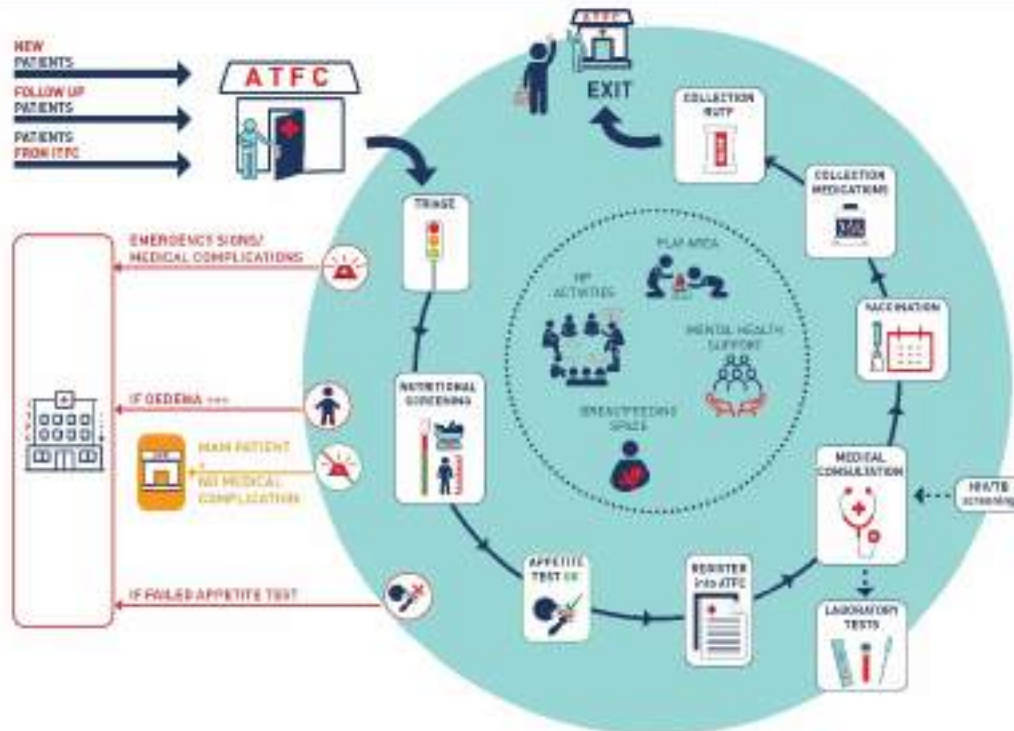 NEW
PATIENTS
FOLLOW UP
PATIENTS
PATIENTS
FROM ITFC
ATFC
ATFC
EXIT
COLLECTION
RUTF
COLLECTION
MEDICATIONS
TRIAGE
EMERGENCY SIGNS/
MEDICAL COMPLICATIONS
PLAY AREA
HP
ACTIVITIES
MENTAL HEALTH
SUPPORT
BREASTFEEDING
SPACE
VACCINATION
NUTRITIONAL
SCREENING
IF OEDEMA +++
MAM PATIENT
+
NO MEDICAL
COMPLICATION
MEDICAL
CONSULTATION
HIV/TB
screening
APPETITE
TEST OK
REGISTER
into ATFC
IF FAILED APPETITE TEST
LABORATORY
TESTS